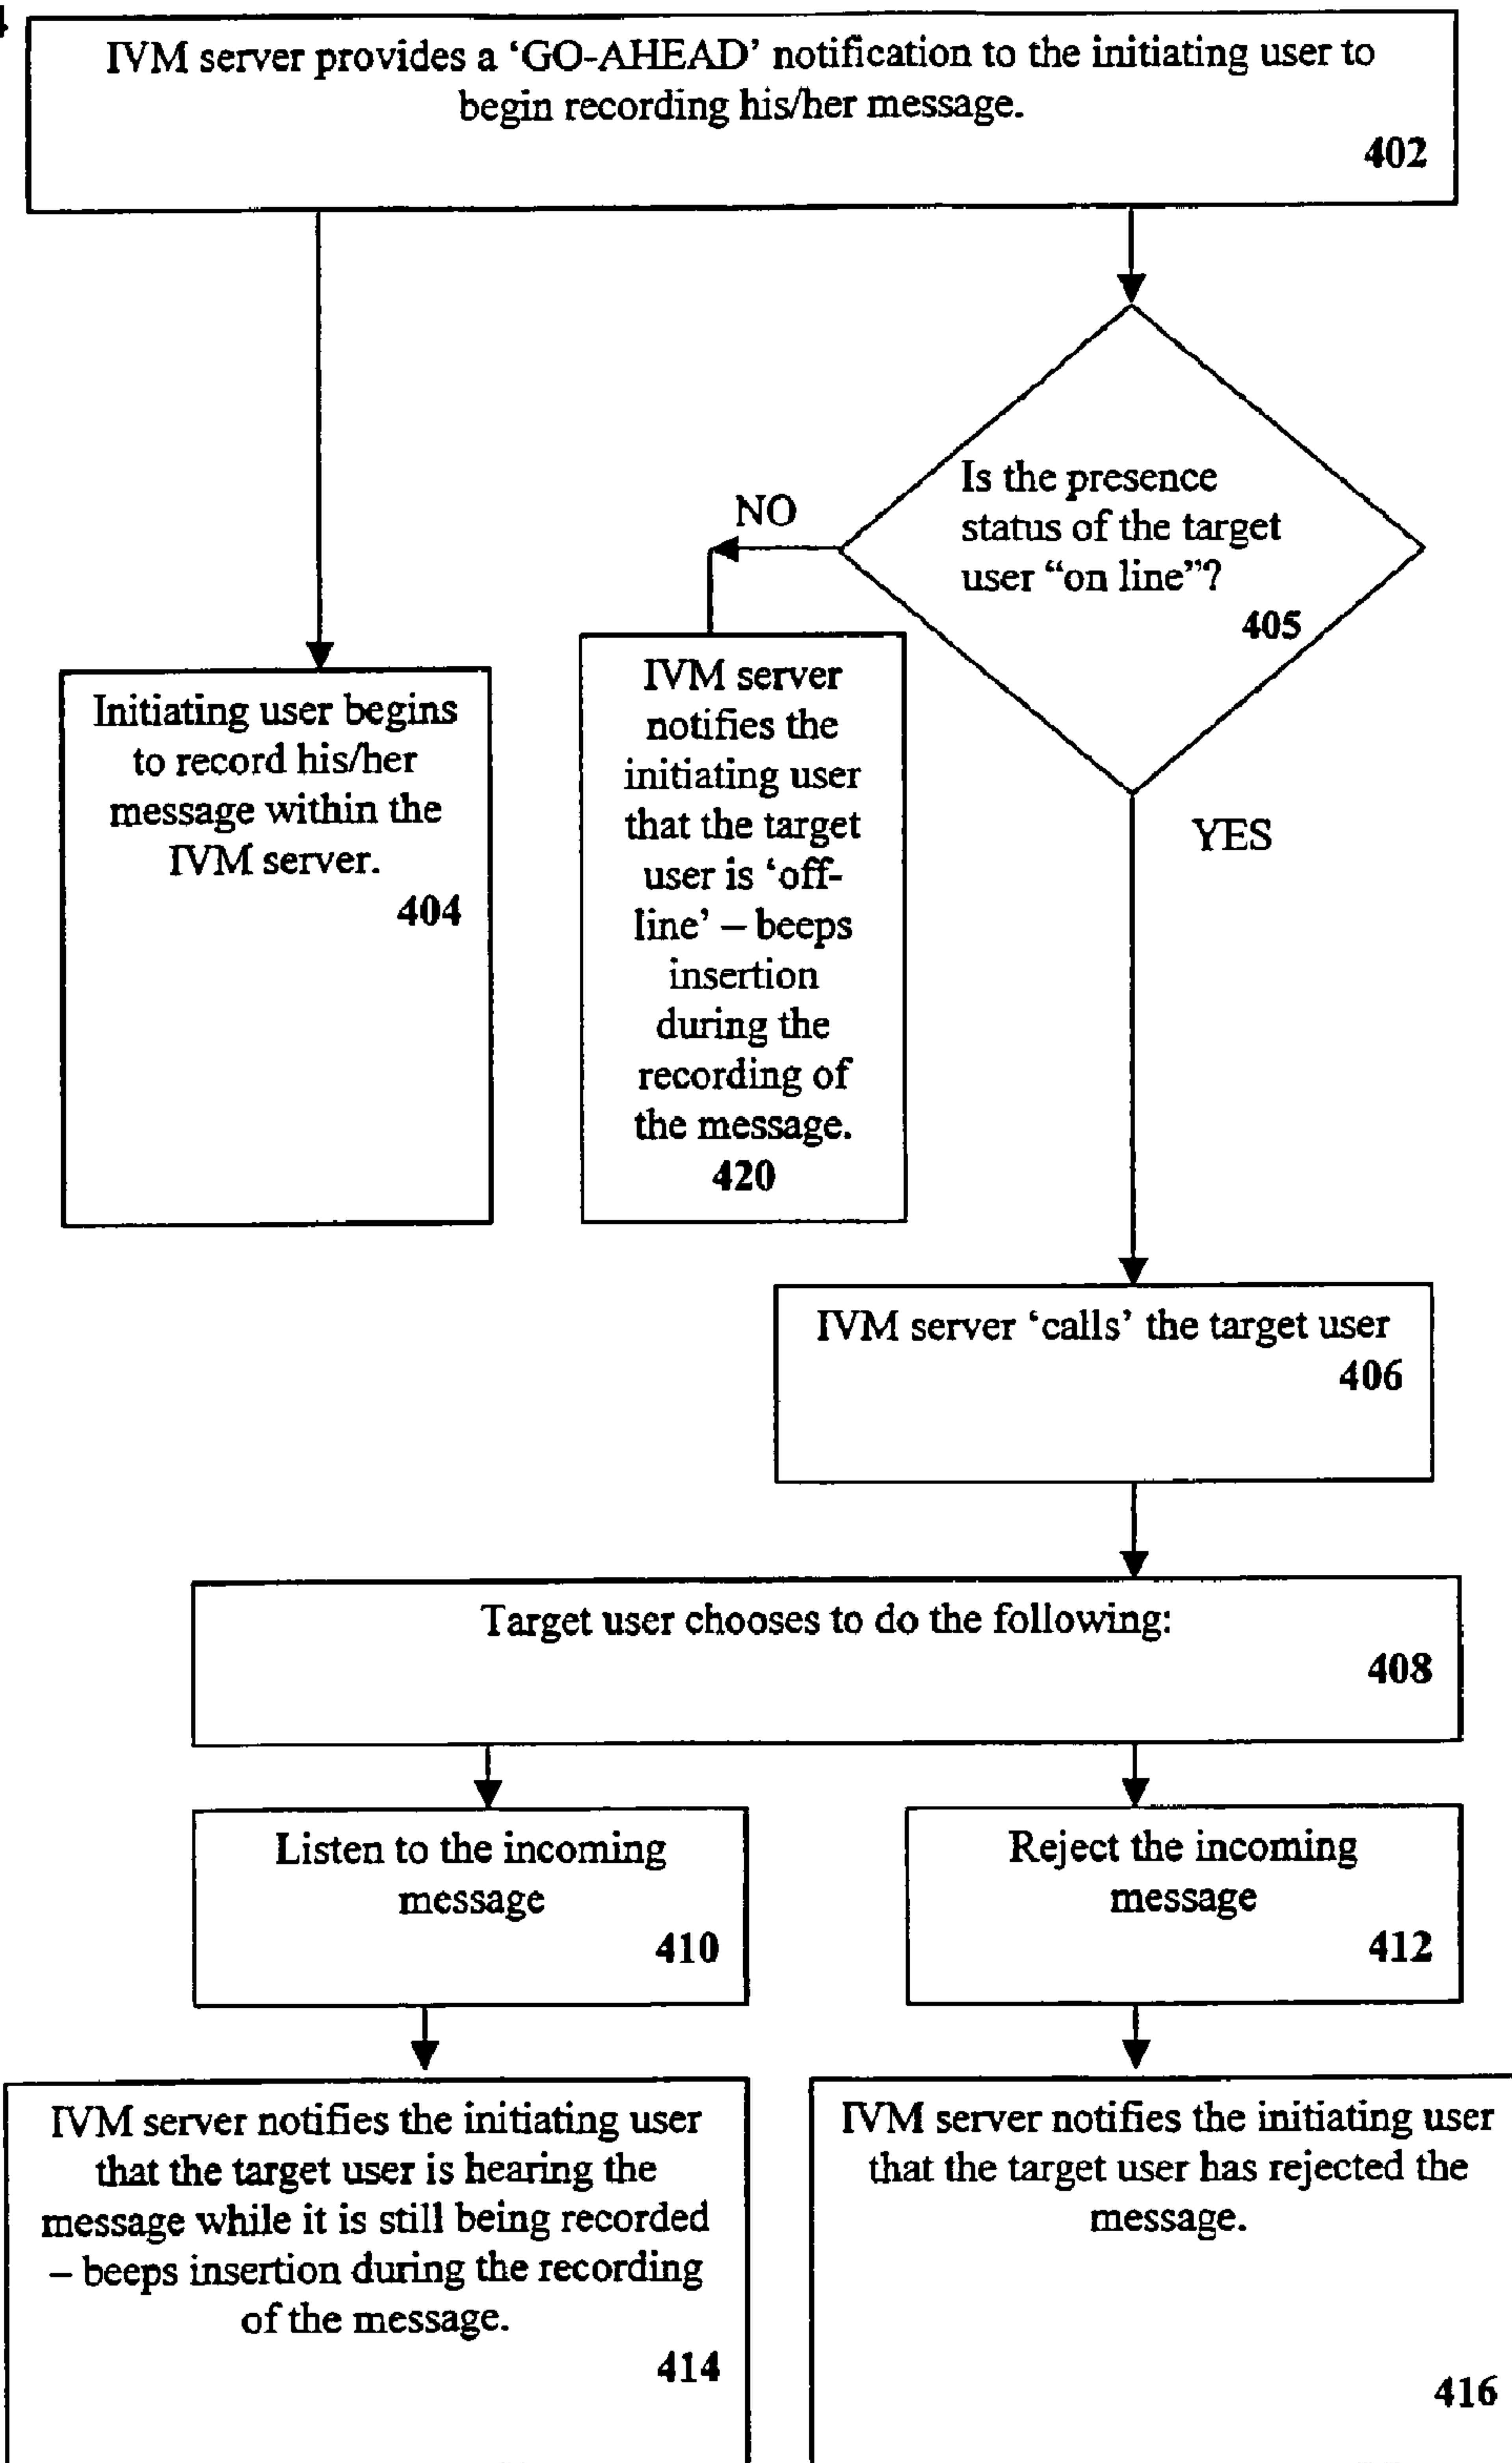 4
IVM server provides a ‘GO-AHEAD’ notification to the initiating user to
begin recording his/her message.
402
Is the presence
status of the target
user “on line”?
405
NO
YES
Initiating user begins
to record his/her
message within the
IVM server.
404
IVM server
notifies the
initiating user
that the target
user is ‘off-
line’ – beeps
insertion
during the
recording of
the message.
420
IVM server ‘calls’ the target user
406
Target user chooses to do the following:
408
Listen to the incoming
message
410
Reject the incoming
message
412
IVM server notifies the initiating user
that the target user is hearing the
message while it is still being recorded
– beeps insertion during the recording
of the message.
414
IVM server notifies the initiating user
that the target user has rejected the
message.
416